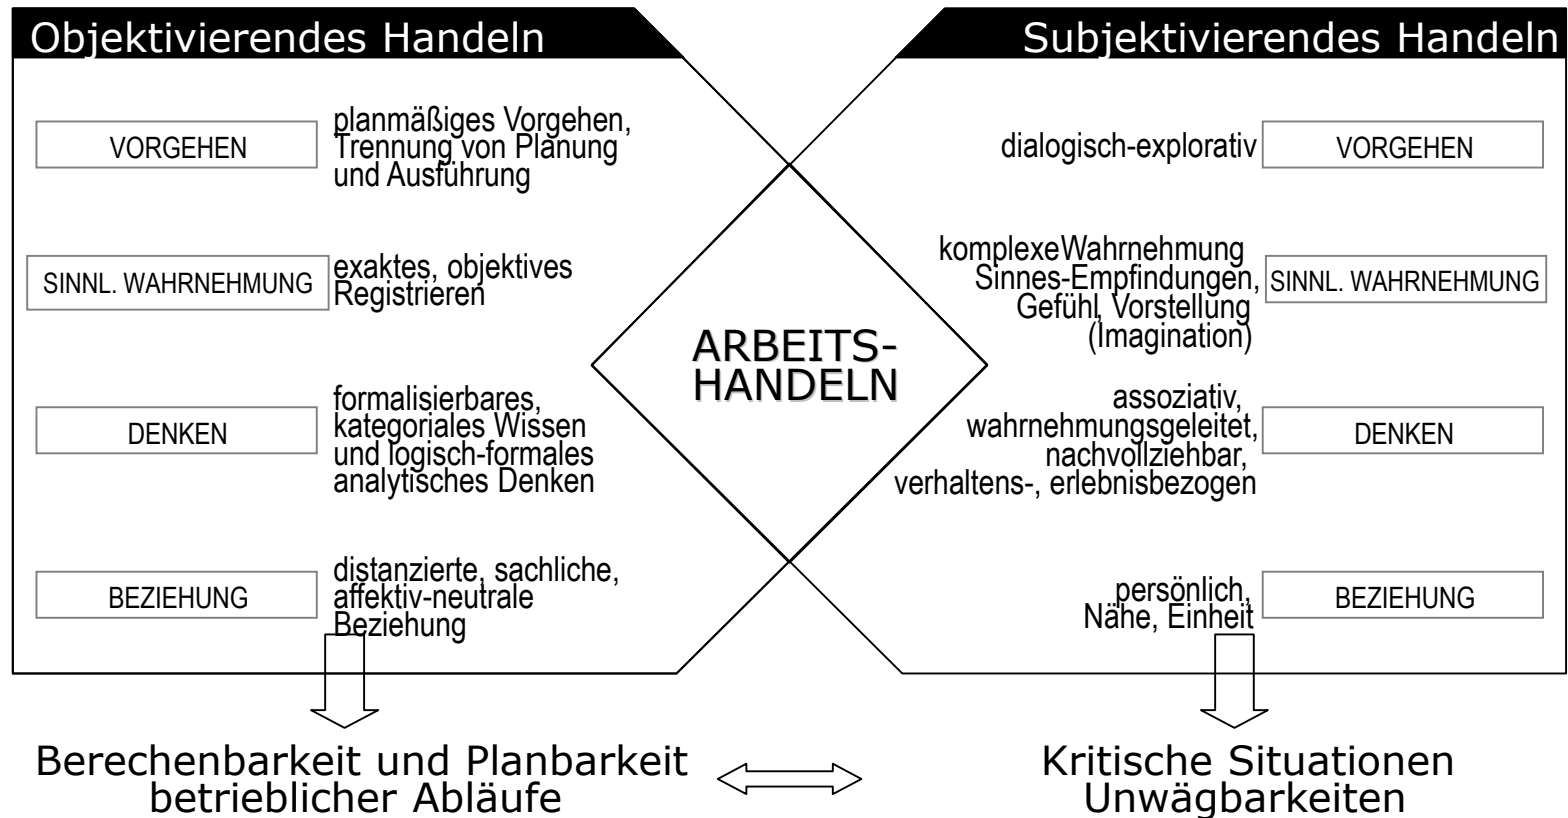 Objektivierendes Handeln
VORGEHEN
planmäßiges Vorgehen,
Trennung von Planung
und Ausführung
SINNL. WAHRNEHMUNG
exaktes, objektives
Registrieren
DENKEN
formalisierbares,
kategoriales Wissen
und logisch-formales
analytisches Denken
BEZIEHUNG
distanzierte, sachliche,
affektiv-neutrale
Beziehung
ARBEITS-
HANDELN
Subjektivierendes Handeln
dialogisch-explorativ
VORGEHEN
komplexe Wahrnehmung
Sinnes-Empfindungen,
Gefühl, Vorstellung
(Imagination)
SINNL. WAHRNEHMUNG
assoziativ,
wahrnehmungsgeleitet,
nachvollziehbar,
verhaltens-, erlebnisbezogen
DENKEN
persönlich,
Nähe, Einheit
BEZIEHUNG
Berechenbarkeit und Planbarkeit
betrieblicher Abläufe
Kritische Situationen
Unwägbarkeiten